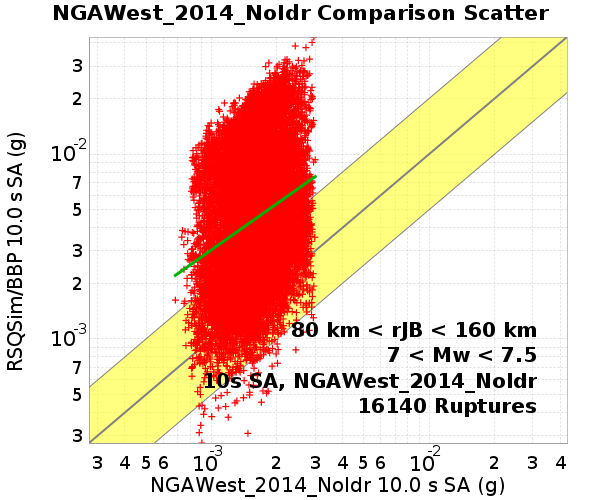 NGAWest_2014_NoIdr Comparison Scatter
RSQSim/BBP 10.0 s SA (g)
3
2
10-2
7
5
3
2
10-3
7
5
3
80 km < rJB < 160 km
7 < Mw < 7.5
10s SA, NGAWest_2014_NoIdr
16140 Ruptures
3 4 5 6 10-3 2 3 4 5 6 10-2 2 3 4
NGAWest_2014_NoIdr 10.0 s SA (g)